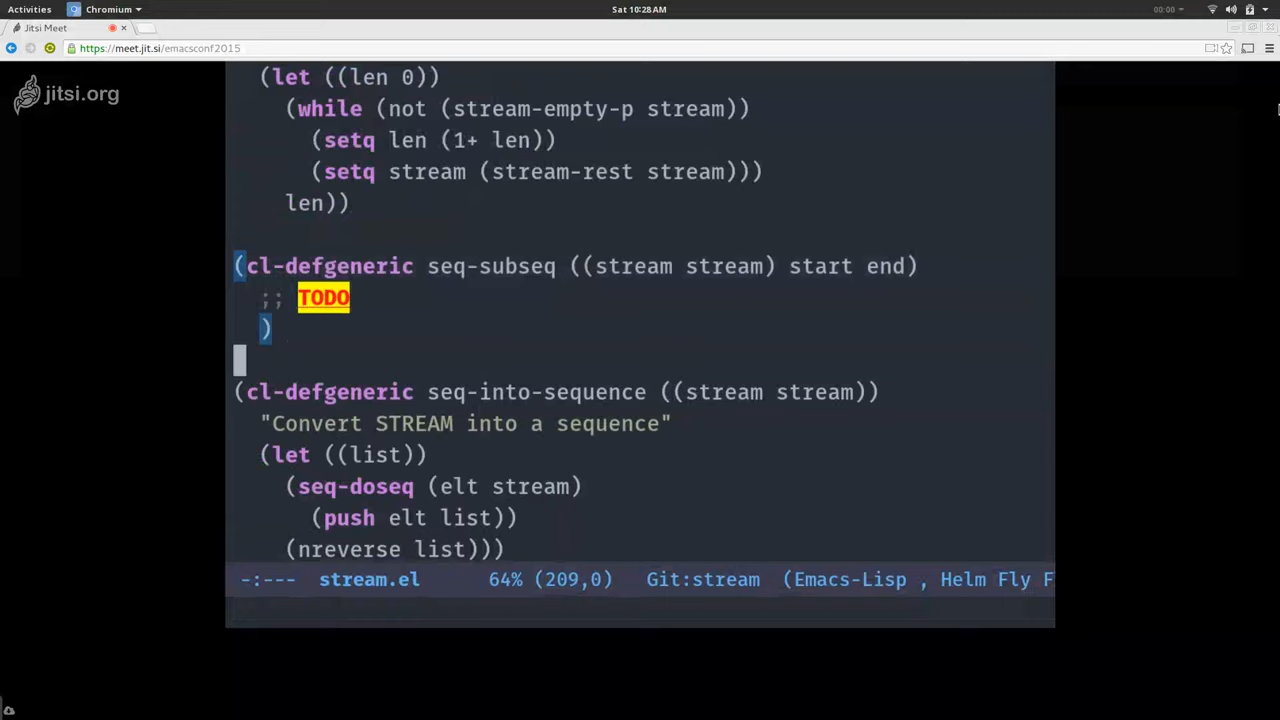 Activities Chromium Sat 10:28AM 00:00
Jitsi Meet
https://meet.jit.si/emacsconf2015
jitsi.org
(let ((len 0))
(while (not (stream-empty-p stream))
(setq len (1+ len))
(setq stream (stream-rest stream)))
len))
(cl-defgeneric seq-subseq ((stream stream) start end)
;; TODO
)
(cl-defgeneric seq-into-sequence ((stream stream))
"Convert STREAM into a sequence"
(let ((list))
(seq-doseq (elt stream)
(push elt list))
(nreverse list)))
-:--- stream.el 64% (209,0) Git:stream (Emacs-Lisp , Helm Fly F